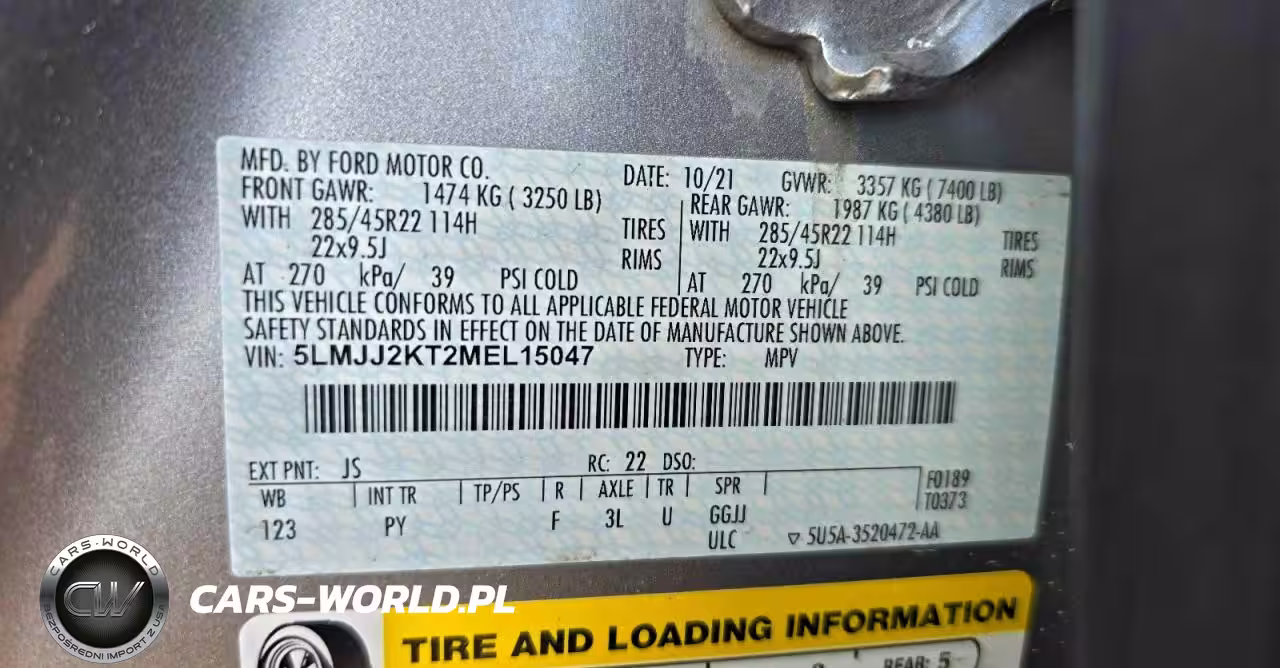 MFD. BY FORD MOTOR CO.
DATE: 10/21 GVWR: 3357 KG ( 7400 LB)
FRONT GAWR: 1474 KG ( 3250 LB) REAR GAWR: 1987 KG ( 4380 LB)
WITH 285/45R22 114H TIRES WITH 285/45R22 114H TIRES
22x9.5J RIMS 22x9.5J RIMS
AT 270 kPa/ 39 PSI COLD AT 270 kPa/ 39 PSI COLD
THIS VEHICLE CONFORMS TO ALL APPLICABLE FEDERAL MOTOR VEHICLE
SAFETY STANDARDS IN EFFECT ON THE DATE OF MANUFACTURE SHOWN ABOVE.
VIN: 5LMJJ2KT2MEL15047 TYPE: MPV
EXT PNT: JS RC: 22 DSO:
WB INT TR TP/PS R AXLE TR SPR F0189
T0373
123 PY F 3L U GGJJ
ULC 5U5A-3520472-AA
CARS-WORLD
CW
BEZPOŚREDNI IMPORT Z USA
CARS-WORLD.PL
TIRE AND LOADING INFORMATION
REAR: 5